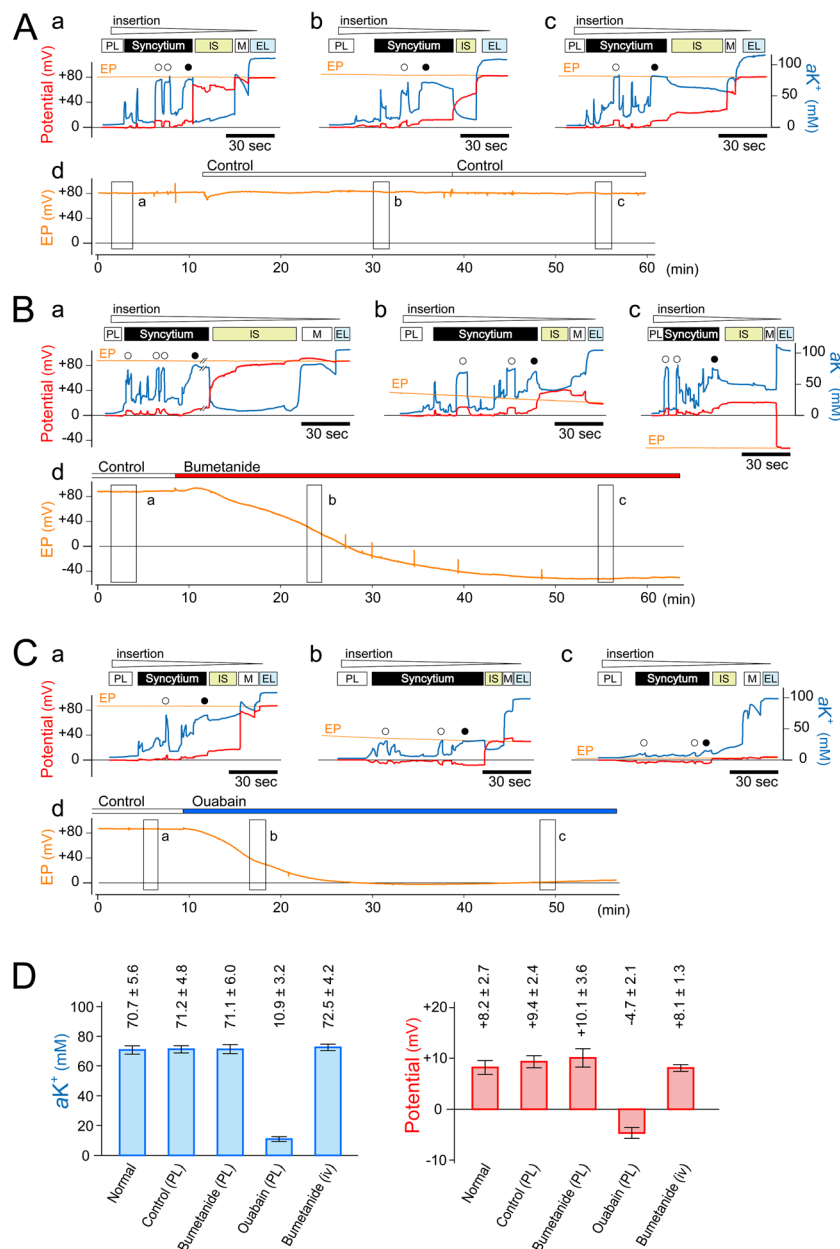 A
a
insertion
PL Syncytium IS M EL
EP
Potential (mV)
+80
+40
0
30 sec
b
insertion
PL Syncytium IS EL
EP
30 sec
c
insertion
PL Syncytium IS M EL
EP
100
50
0
aK+ (mM)
30 sec
d
Control Control
EP (mV)
+80
+40
0
a b c
0 10 20 30 40 50 60 (min)
B
a
insertion
PL Syncytium IS M EL
EP
Potential (mV)
+80
+40
0
-40
30 sec
b
insertion
PL Syncytium IS M EL
EP
30 sec
c
insertion
PL Syncytium IS M EL
EP
100
50
0
aK+ (mM)
30 sec
d
Control Bumetanide
EP (mV)
+80
+40
0
-40
a b c
0 10 20 30 40 50 60 (min)
C
a
insertion
PL Syncytium IS M EL
EP
Potential (mV)
+80
+40
0
30 sec
b
insertion
PL Syncytium IS M EL
EP
30 sec
c
insertion
PL Syncytium IS M EL
EP
100
50
0
aK+ (mM)
30 sec
d
Control Ouabain
EP (mV)
+80
+40
0
a b c
0 10 20 30 40 50 (min)
D
70.7 ± 5.6
71.2 ± 4.8
71.1 ± 6.0
10.9 ± 3.2
72.5 ± 4.2
aK+ (mM)
100
80
60
40
20
0
Normal
Control (PL)
Bumetanide (PL)
Ouabain (PL)
Bumetanide (iv)
+8.2 ± 2.7
+9.4 ± 2.4
+10.1 ± 3.6
-4.7 ± 2.1
+8.1 ± 1.3
Potential (mV)
+20
+10
0
-10
Normal
Control (PL)
Bumetanide (PL)
Ouabain (PL)
Bumetanide (iv)